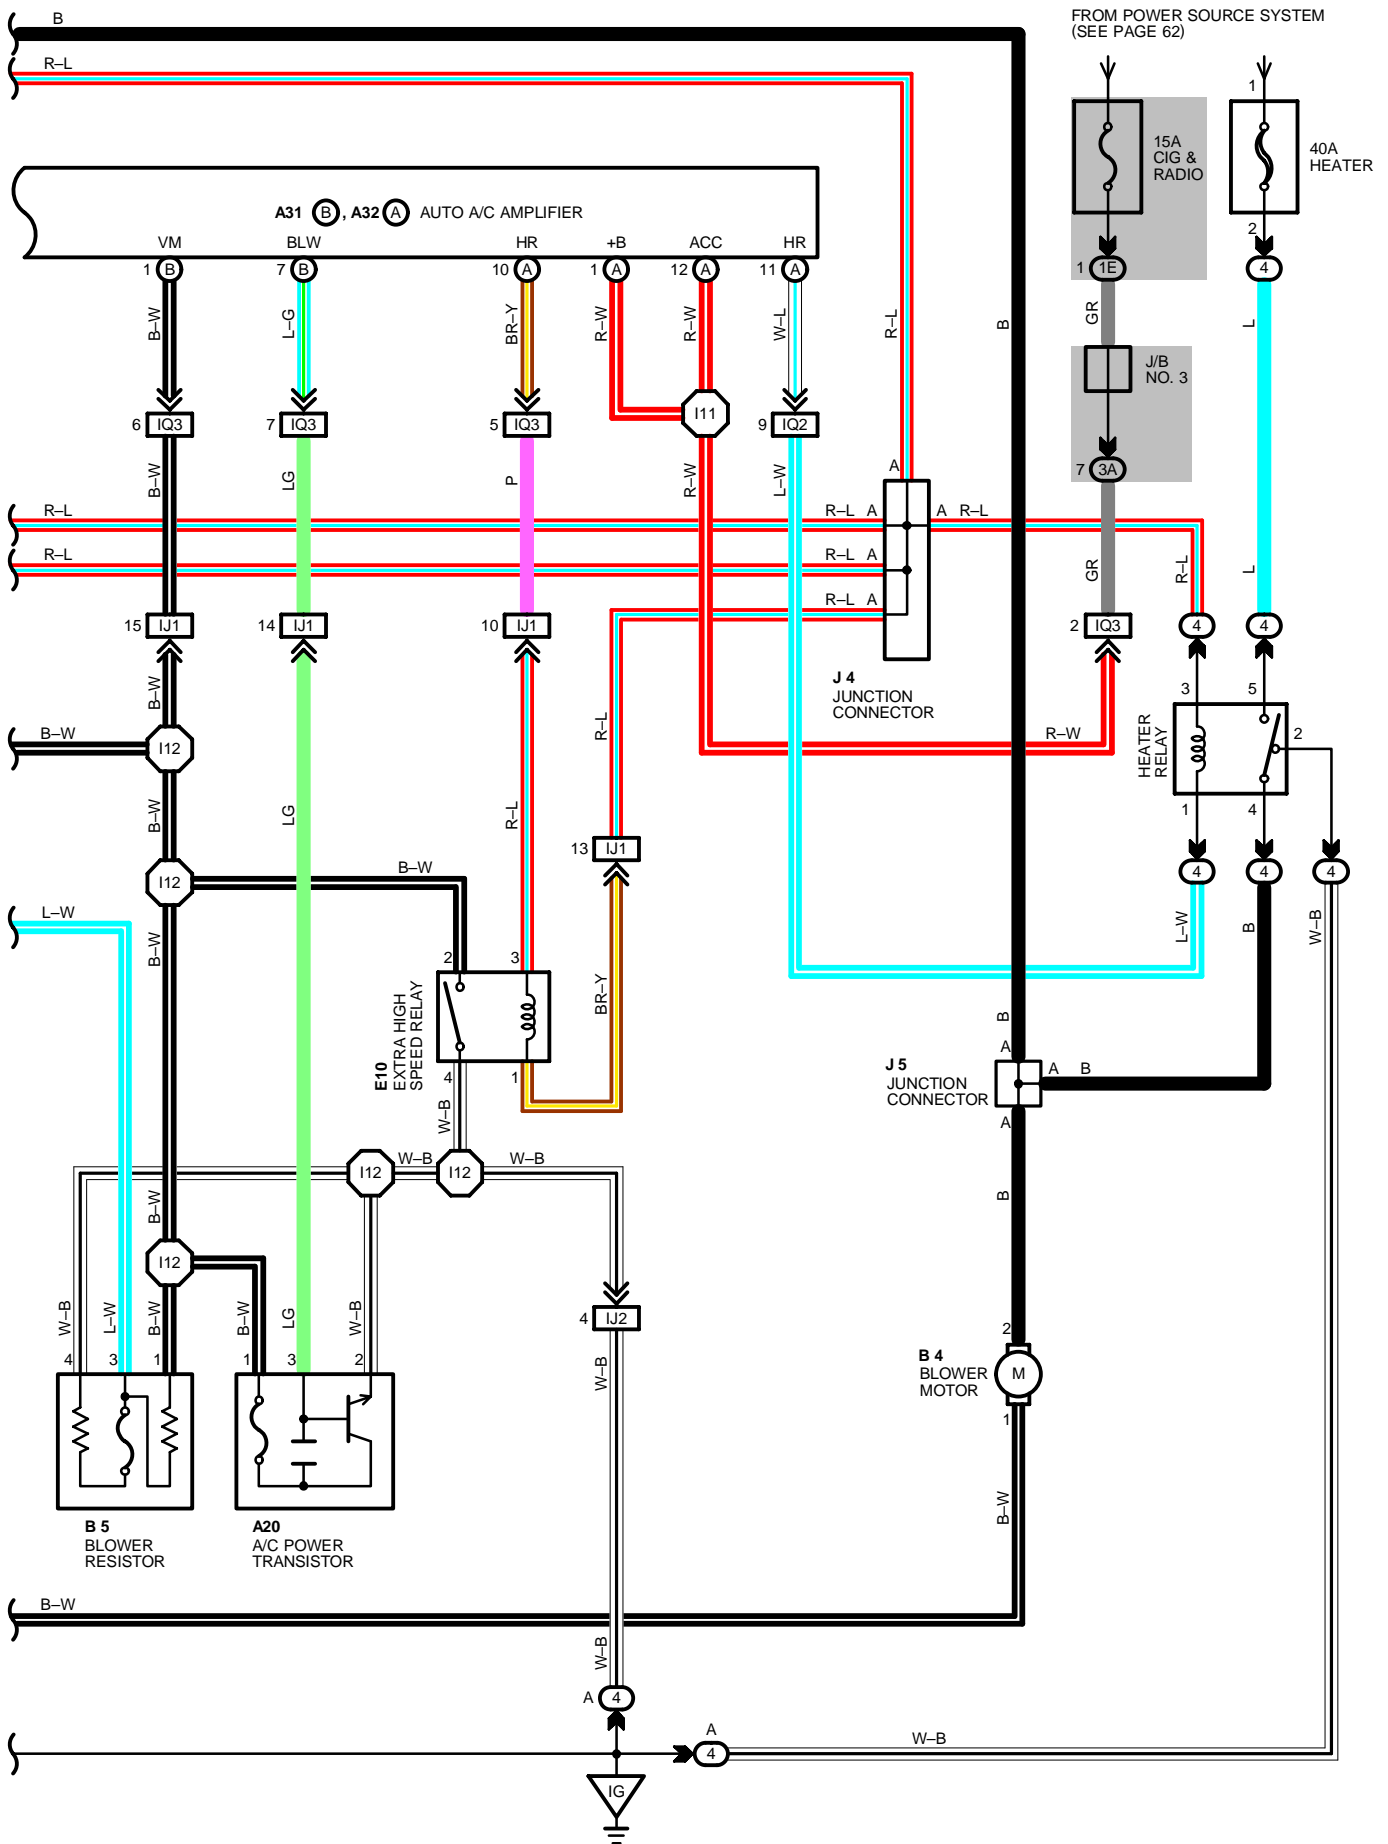 B
FROM POWER SOURCE SYSTEM
(SEE PAGE 62)
R–L
1
15A
CIG &
RADIO
40A
HEATER
A31 B , A32 A AUTO A/C AMPLIFIER
2
VM BLW HR +B ACC HR
1 B 7 B 10 A 1 A 12 A 11 A
1 1E 4
B–W L–G BR–Y R–W R–W W–L R–L B GR L
J/B
NO. 3
I11
6 IQ3 7 IQ3 5 IQ3 9 IQ2
A
7 3A
B–W LG P R–W L–W
R–L R–L A A R–L
R–L R–L A
GR R–L L
R–L A
15 IJ1 14 IJ1 10 IJ1 2 IQ3 4 4
J 4
JUNCTION
CONNECTOR
3 5
B–W R–L
B–W I12 R–W
HEATER
RELAY
2
1 4
B–W LG R–L
13 IJ1
B–W
I12 4 4 4
L–W
B–W L–W B W–B
2 3
E10
EXTRA HIGH
SPEED RELAY
BR–Y
B
A
4 1
J 5
JUNCTION
CONNECTOR
A B
A
W–B
I12 W–B I12 W–B
B–W B
I12
W–B L–W B–W B–W LG W–B
4 IJ2
4 3 1 1 3 2
W–B
2
B 4
BLOWER
MOTOR
M
1
B–W
B 5
BLOWER
RESISTOR
A20
A/C POWER
TRANSISTOR
B–W
W–B
A 4
A
4
W–B
IG